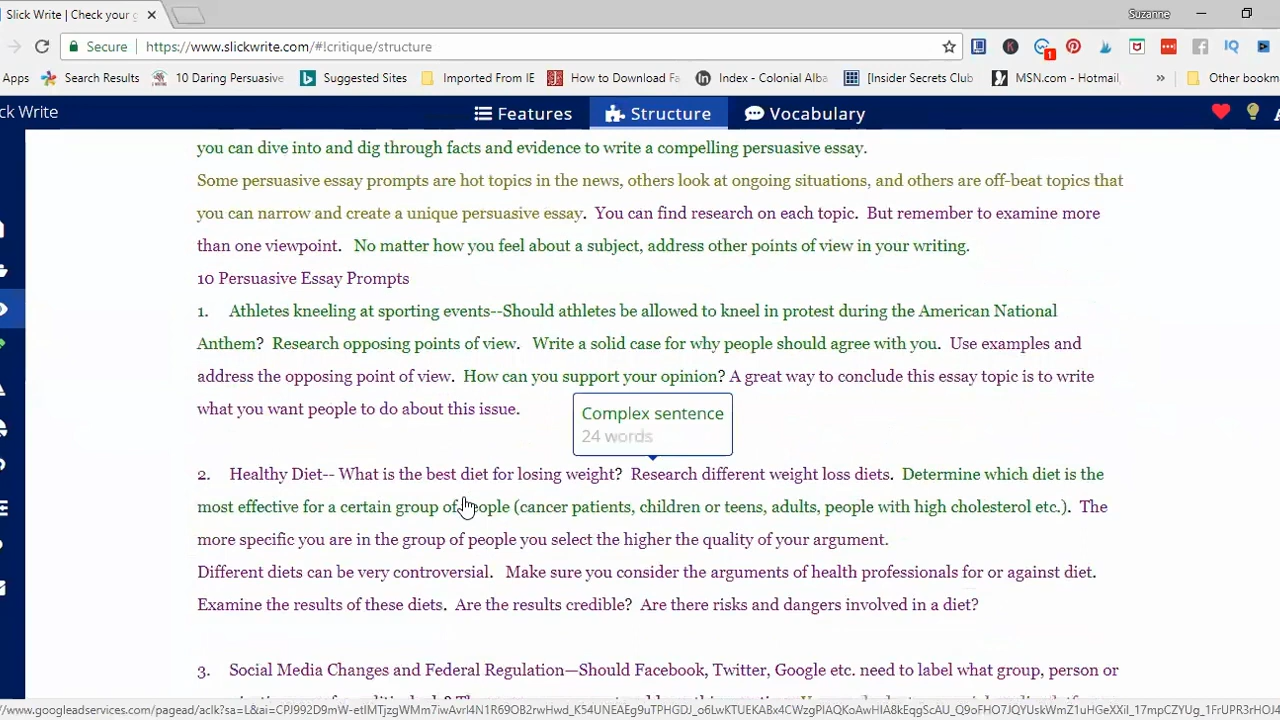 Slick Write | Check your g
Suzanne
Secure
https://www.slickwrite.com/#!critique/structure
1
Apps
Search Results
10 Daring Persuasive
Suggested Sites
Imported From IE
How to Download Fa
Index - Colonial Alba
[Insider Secrets Club
MSN.com - Hotmail
»
Other bookm
ck Write
Features
Structure
Vocabulary
you can dive into and dig through facts and evidence to write a compelling persuasive essay.
Some persuasive essay prompts are hot topics in the news, others look at ongoing situations, and others are off-beat topics that
you can narrow and create a unique persuasive essay. You can find research on each topic. But remember to examine more
than one viewpoint. No matter how you feel about a subject, address other points of view in your writing.
10 Persuasive Essay Prompts
1. Athletes kneeling at sporting events--Should athletes be allowed to kneel in protest during the American National
Anthem? Research opposing points of view. Write a solid case for why people should agree with you. Use examples and
address the opposing point of view. How can you support your opinion? A great way to conclude this essay topic is to write
what you want people to do about this issue.
Complex sentence
24 words
2. Healthy Diet-- What is the best diet for losing weight? Research different weight loss diets. Determine which diet is the
most effective for a certain group of people (cancer patients, children or teens, adults, people with high cholesterol etc.). The
more specific you are in the group of people you select the higher the quality of your argument.
Different diets can be very controversial. Make sure you consider the arguments of health professionals for or against diet.
Examine the results of these diets. Are the results credible? Are there risks and dangers involved in a diet?
3. Social Media Changes and Federal Regulation—Should Facebook, Twitter, Google etc. need to label what group, person or